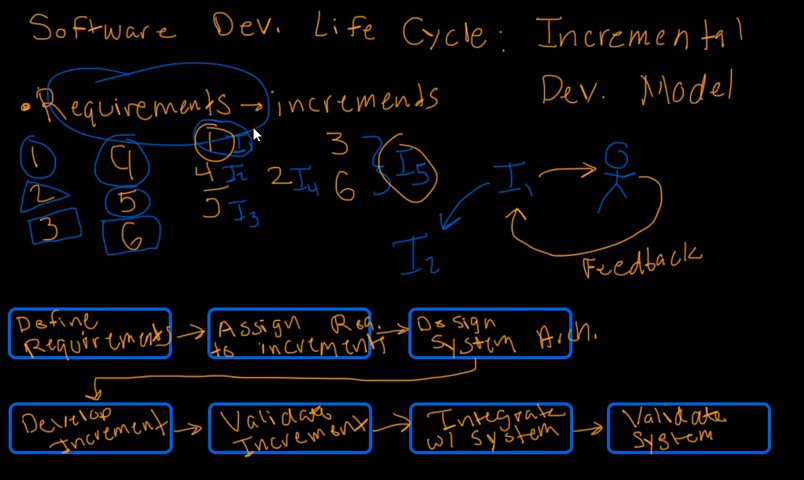 Software Dev. Life Cycle: Incremental
Dev. Model
• Requirements → increments
1 4 1 I1 3
2 5 4 I2 2 I4 6 I5 I1
3 6 5 I3
I2
Feedback
Define
Requirements
Assign Req.
to increments
Design
System Arch.
Develop
Increment
Validate
Increment
Integrate
w/ System
Validate
System